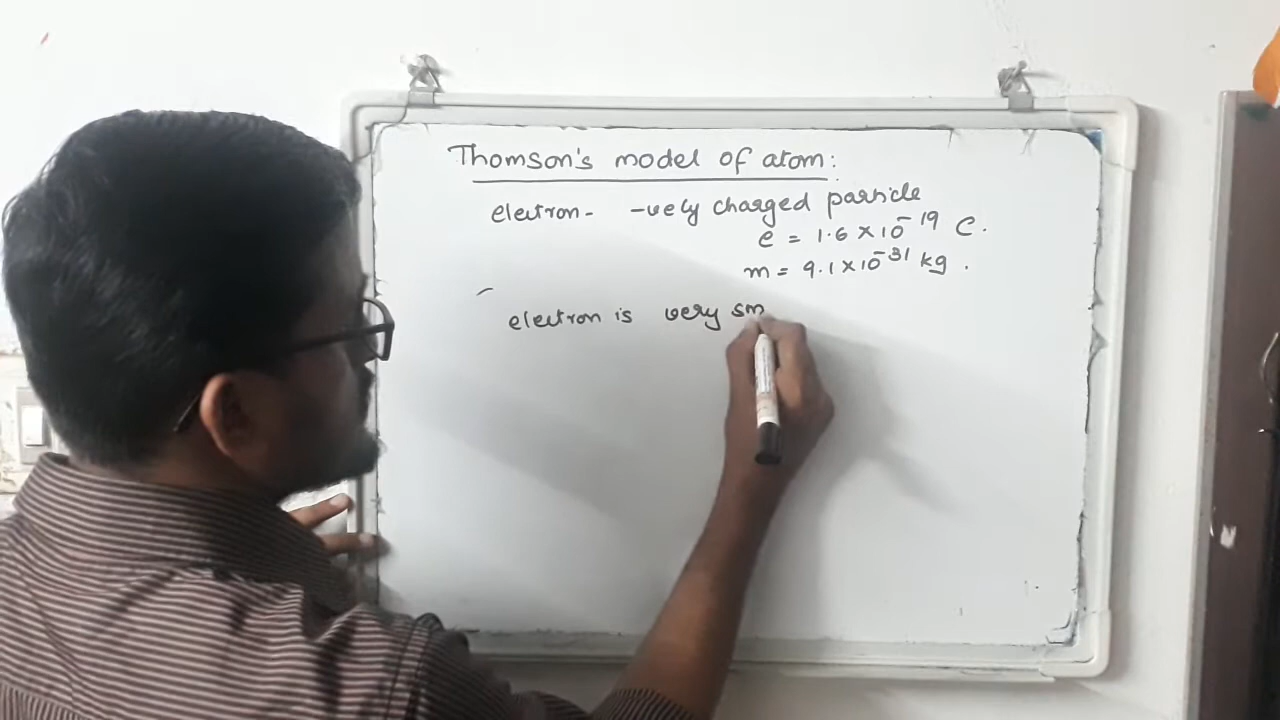 Thomson's model of atom:
electron- -vely charged particle
e = 1.6 × 10⁻¹⁹ C.
m = 9.1 × 10⁻³¹ kg.
electron is very sm